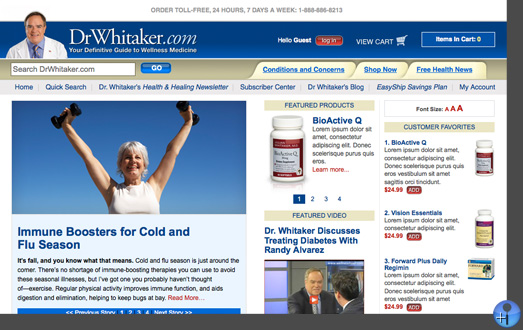 ORDER TOLL-FREE, 24 HOURS, 7 DAYS A WEEK: 1-888-886-8213
DrWhitaker.com
Your Definitive Guide to Wellness Medicine
Hello Guest log in VIEW CART Items In Cart: 0
Search DrWhitaker.com GO
Conditions and Concerns Shop Now Free Health News
Home Quick Search Dr. Whitaker's Health & Healing Newsletter Subscriber Center Dr Whitaker's Blog EasyShip Savings Plan My Account
Immune Boosters for Cold and
Flu Season
It's fall, and you know what that means. Cold and flu season is just around the
corner. There's no shortage of immune-boosting therapies you can use to avoid
these seasonal illnesses, but I've got one you probably haven't thought
of—exercise. Regular physical activity improves immune function, and aids
digestion and elimination, helping to keep bugs at bay. Read More…
<< Previous Story 1 2 3 4 Next Story >>
FEATURED PRODUCTS
BioActive Q
Lorem ipsum dolor sit
amet, consectetur
adipiscing elit. Donec
scelerisque purus quis
eros.
Learn more...
1 2 3 4
FEATURED VIDEO
Dr. Whitaker Discusses
Treating Diabetes With
Randy Alvarez
Font Size: A A A
CUSTOMER FAVORITES
1. BioActive Q
Lorem ipsum dolor sit
amet, consectetur
adipiscing elit. Donec
scelerisque purus quis
eros, vestibulum vitae
sagittis orci tincidunt.
$24.99 ADD
2. Vision Essentials
Lorem ipsum dolor sit
amet, consectetur
adipiscing elit. Donec
scelerisque purus quis.
$24.99 ADD
3. Forward Plus Daily
Regimin
Lorem ipsum dolor sit
amet, consectetur
adipiscing elit. Donec
scelerisque purus quis.
$24.99 ADD